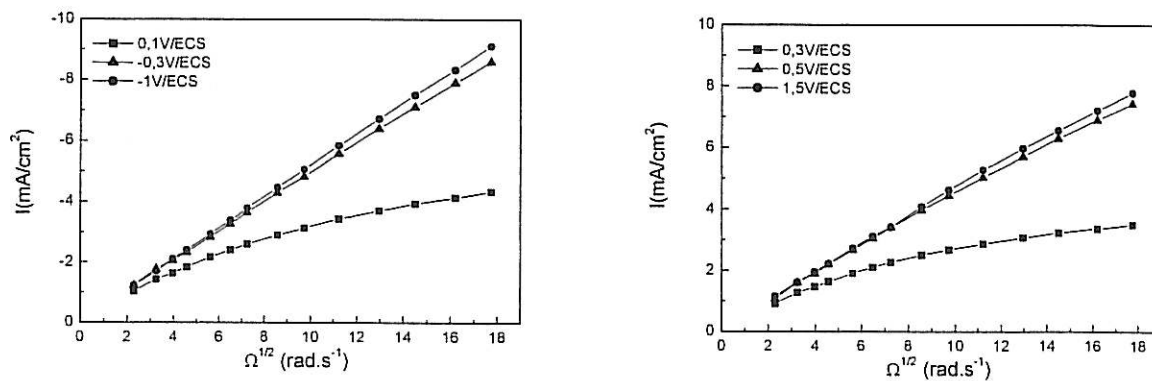 -10
-8
-6
-4
-2
0
I(mA/cm²)
0,1V/ECS
-0,3V/ECS
-1V/ECS
0 2 4 6 8 10 12 14 16 18
Ω^1/2 (rad.s⁻¹)
10
8
6
4
2
0
I(mA/cm²)
0,3V/ECS
0,5V/ECS
1,5V/ECS
0 2 4 6 8 10 12 14 16 18
Ω^1/2 (rad.s⁻¹)